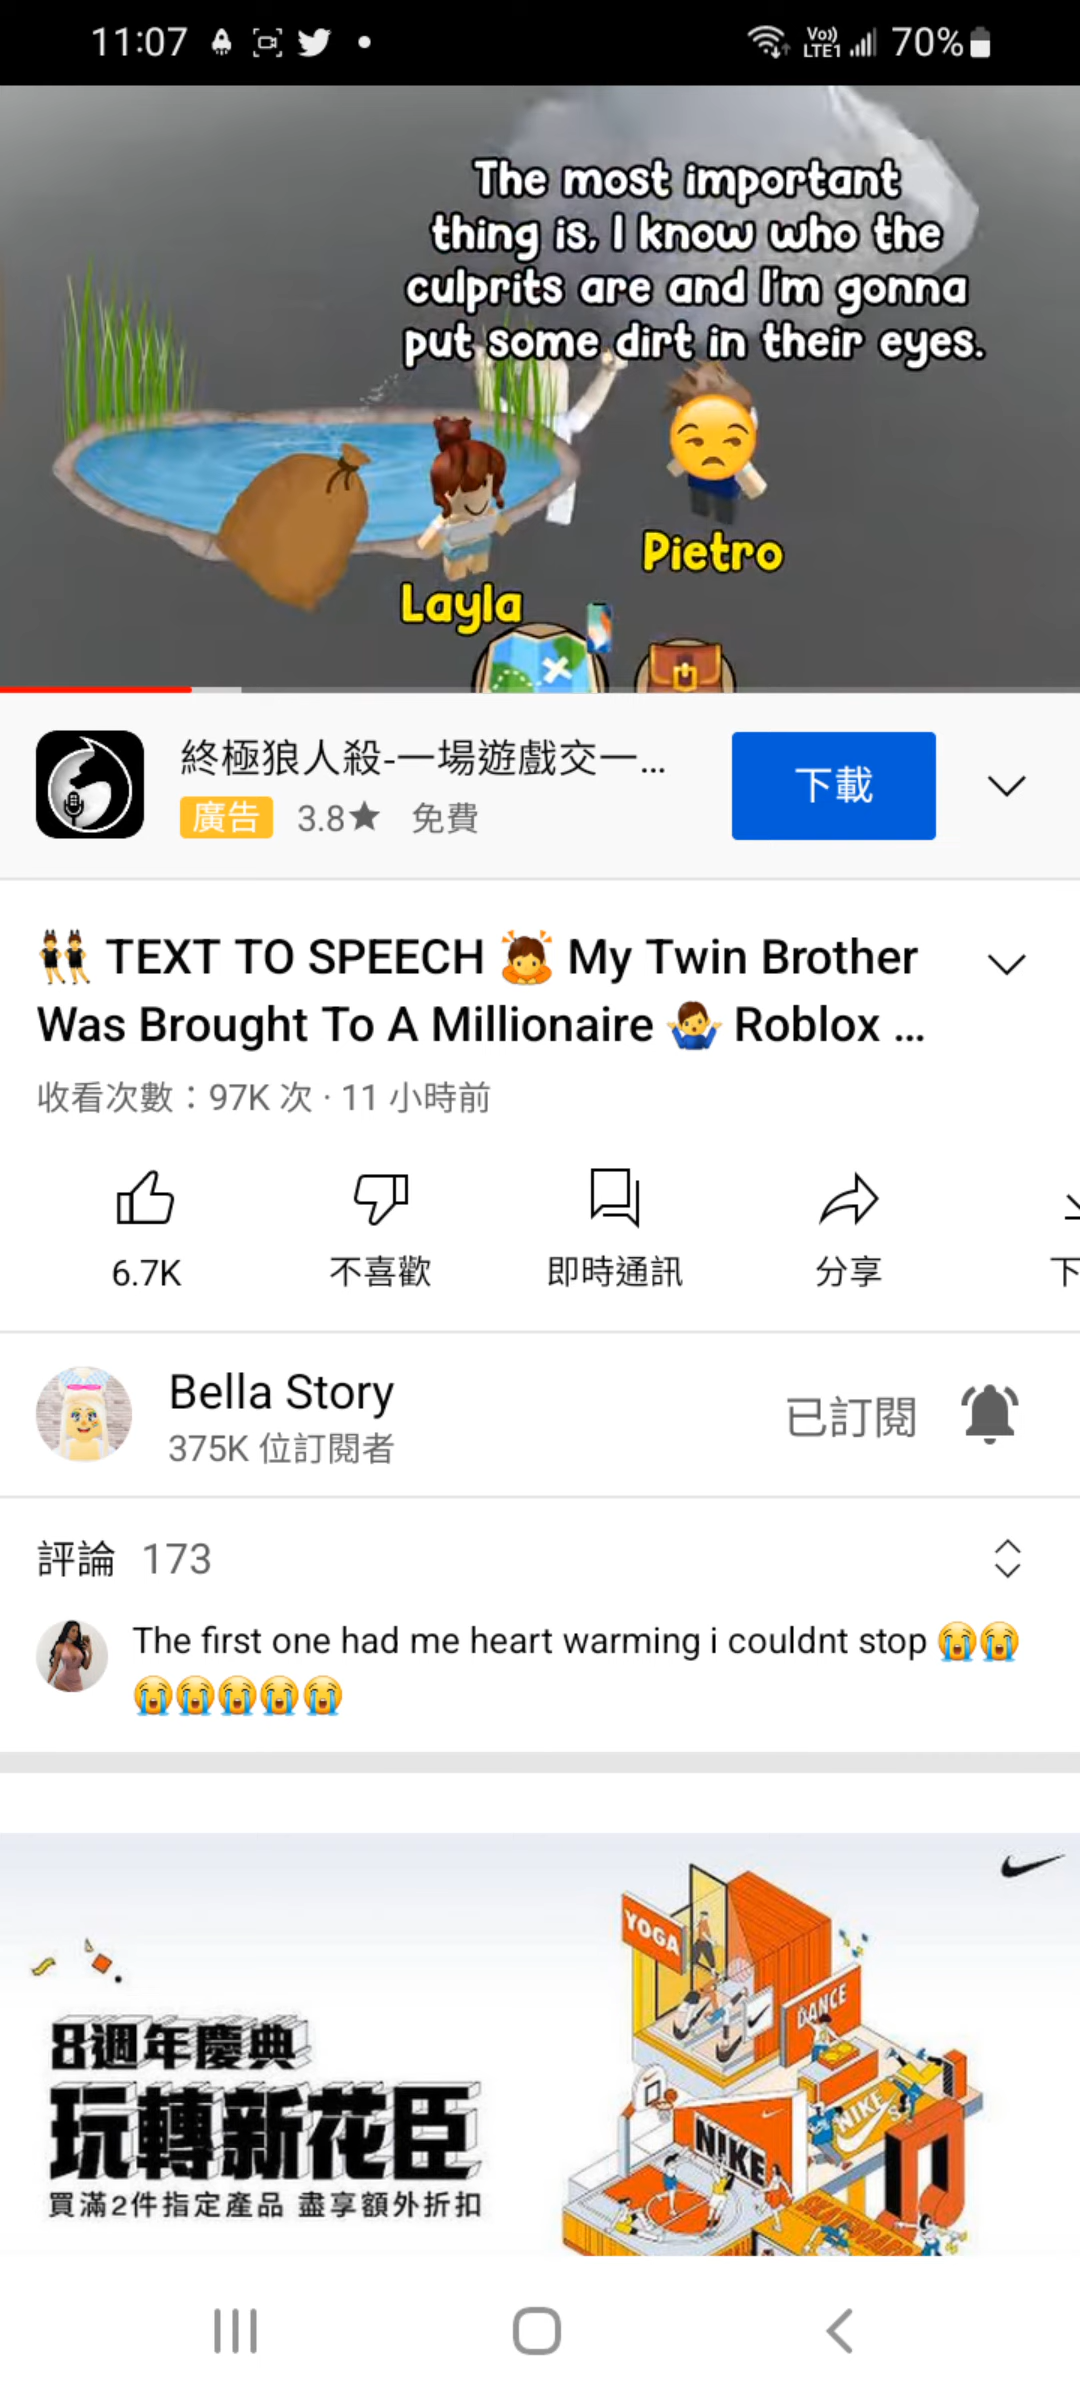 11:07
Vo))
LTE1
70%
The most important
thing is, I know who the
culprits are and I'm gonna
put some dirt in their eyes.
Pietro
Layla
終極狼人殺-一場遊戲交一...
廣告 3.8★ 免費
下載
👯 TEXT TO SPEECH 🙇 My Twin Brother
Was Brought To A Millionaire 🤷‍♂️ Roblox ...
收看次數：97K 次 · 11 小時前
6.7K
不喜歡
即時通訊
分享
下
Bella Story
375K 位訂閱者
已訂閱
評論 173
The first one had me heart warming i couldnt stop 😭😭
😭😭😭😭😭
8週年慶典
玩轉新花臣
買滿2件指定產品 盡享額外折扣
YOGA
DANCE
NIKE
NIKE
SKATEBOARD